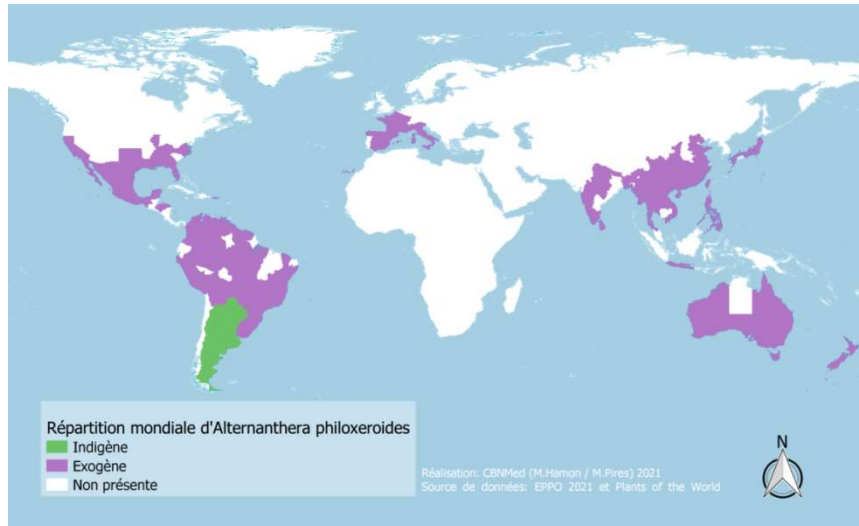 Répartition mondiale d'Alternanthera philoxeroides
Indigène
Exogène
Non présente
Réalisation: CBNMed (M.Hamon / M.Pires) 2021
Source de données: EPPO 2021 et Plants of the World
N